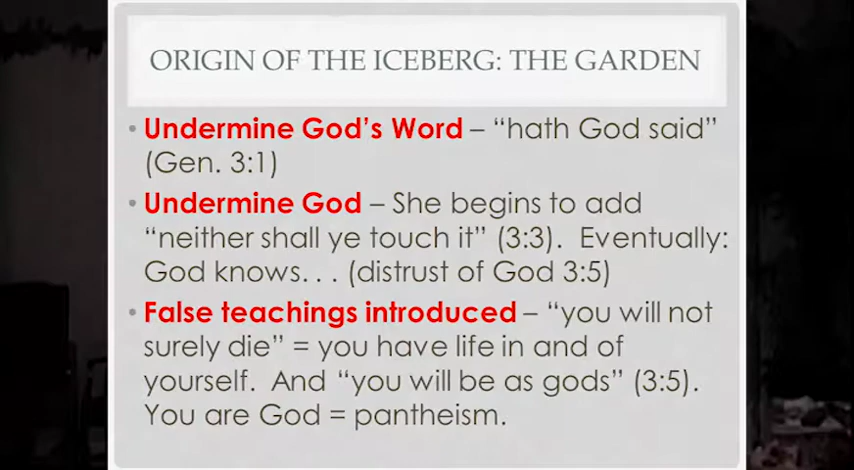 ORIGIN OF THE ICEBERG: THE GARDEN
• Undermine God’s Word – “hath God said”
(Gen. 3:1)
• Undermine God – She begins to add
“neither shall ye touch it” (3:3).  Eventually:
God knows. . . (distrust of God 3:5)
• False teachings introduced – “you will not
surely die” = you have life in and of
yourself.  And “you will be as gods” (3:5).
You are God = pantheism.